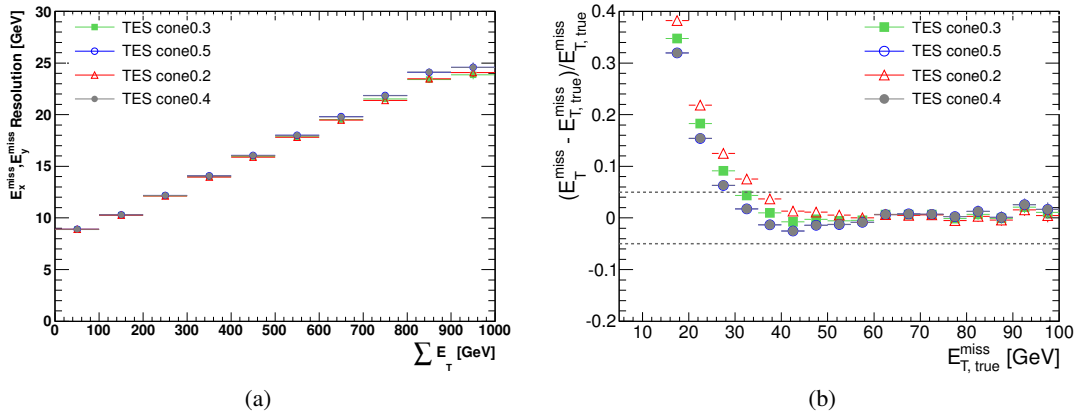 E_x^miss, E_y^miss Resolution [GeV]
30
25
20
15
10
5
0
TES cone0.3
TES cone0.5
TES cone0.2
TES cone0.4
0 100 200 300 400 500 600 700 800 900 1000
∑ E_T [GeV]
(a)
(E_T^miss - E_T, true^miss)/E_T, true^miss
0.4
0.3
0.2
0.1
0
-0.1
-0.2
TES cone0.3
TES cone0.5
TES cone0.2
TES cone0.4
10 20 30 40 50 60 70 80 90 100
E_T, true^miss [GeV]
(b)